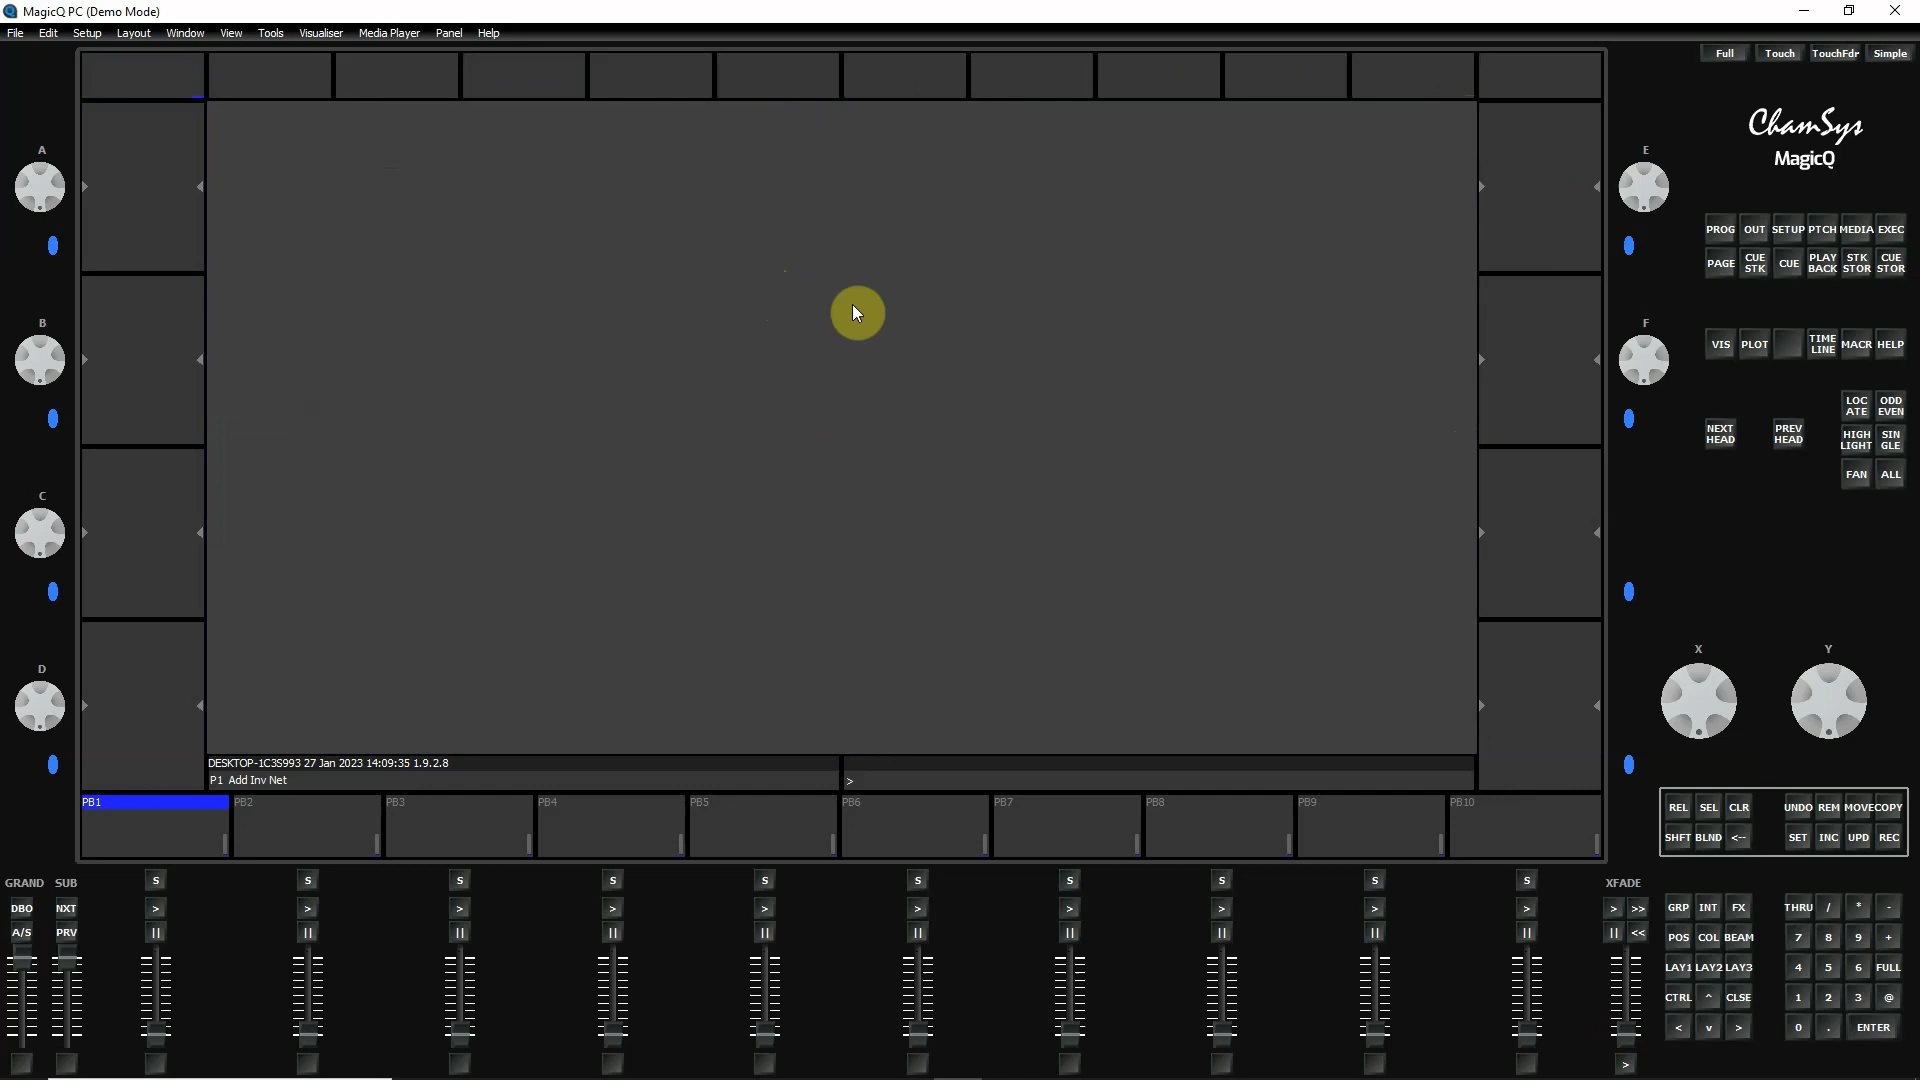 MagicQ PC (Demo Mode)
File Edit Setup Layout Window View Tools Visualiser Media Player Panel Help
Full Touch TouchFdr Simple
ChamSys
MagicQ
A
E
PROG OUT SETUP PTCH MEDIA EXEC
PAGE CUE STK CUE PLAY BACK STK STOR CUE STOR
B
F
VIS PLOT TIME LINE MACR HELP
LOC ATE ODD EVEN
NEXT HEAD PREV HEAD HIGH LIGHT SIN GLE
FAN ALL
C
D
X Y
DESKTOP-1C3S993 27 Jan 2023 14:09:35 1.9.2.8
P1 Add Inv Net
>
PB1 PB2 PB3 PB4 PB5 PB6 PB7 PB8 PB9 PB10
REL SEL CLR UNDO REM MOVE COPY
SHFT BLND <-- SET INC UPD REC
GRAND SUB S S S S S S S S S S XFADE
DBO NXT > > > > > > > > > > > >>
A/S PRV || || || || || || || || || || || <<
GRP INT FX THRU / * -
POS COL BEAM 7 8 9 +
LAY1 LAY2 LAY3 4 5 6 FULL
CTRL ^ CLSE 1 2 3 @
< v > 0 . ENTER
>